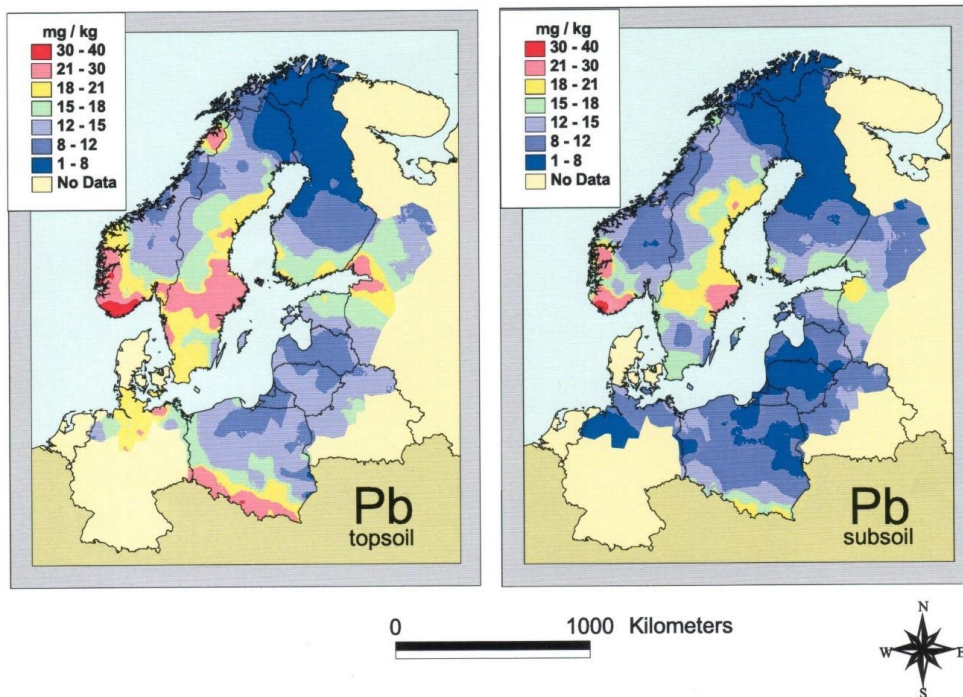 mg / kg
30 - 40
21 - 30
18 - 21
15 - 18
12 - 15
8 - 12
1 - 8
No Data
Pb
topsoil
mg / kg
30 - 40
21 - 30
18 - 21
15 - 18
12 - 15
8 - 12
1 - 8
No Data
Pb
subsoil
0 1000 Kilometers
N
W E
S